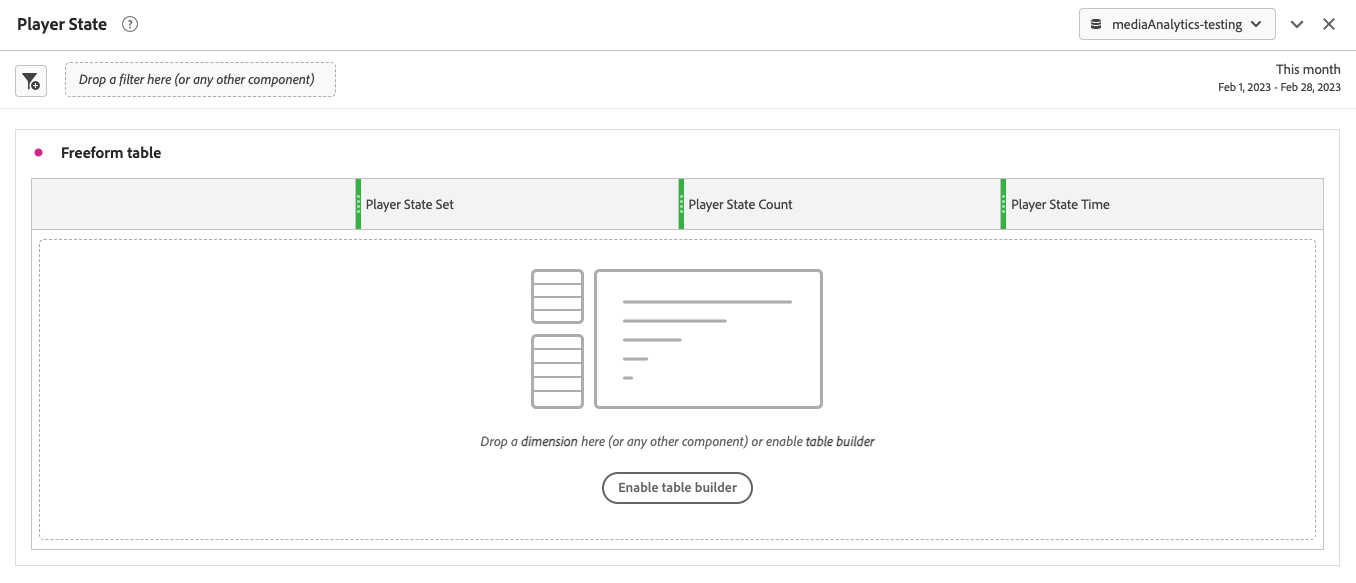 Player State ?
mediaAnalytics-testing
Drop a filter here (or any other component)
This month
Feb 1, 2023 - Feb 28, 2023
Freeform table
Player State Set
Player State Count
Player State Time
Drop a dimension here (or any other component) or enable table builder
Enable table builder